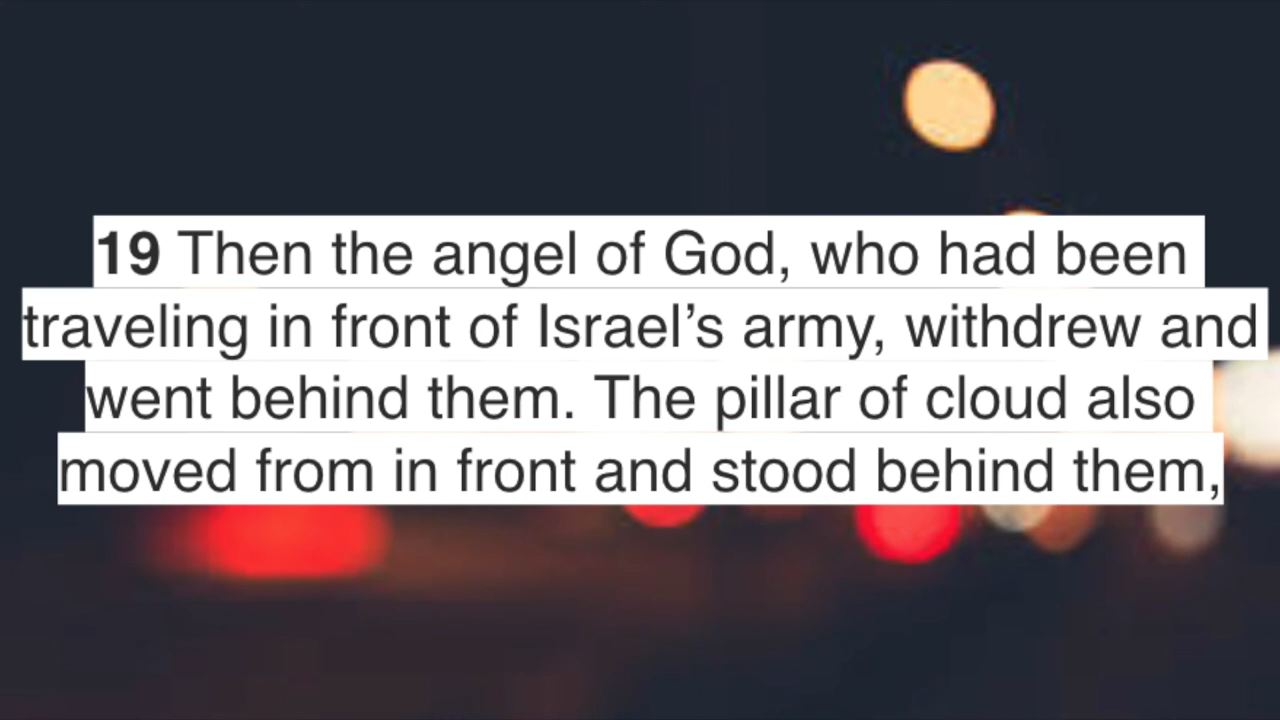 19 Then the angel of God, who had been
traveling in front of Israel’s army, withdrew and
went behind them. The pillar of cloud also
moved from in front and stood behind them,